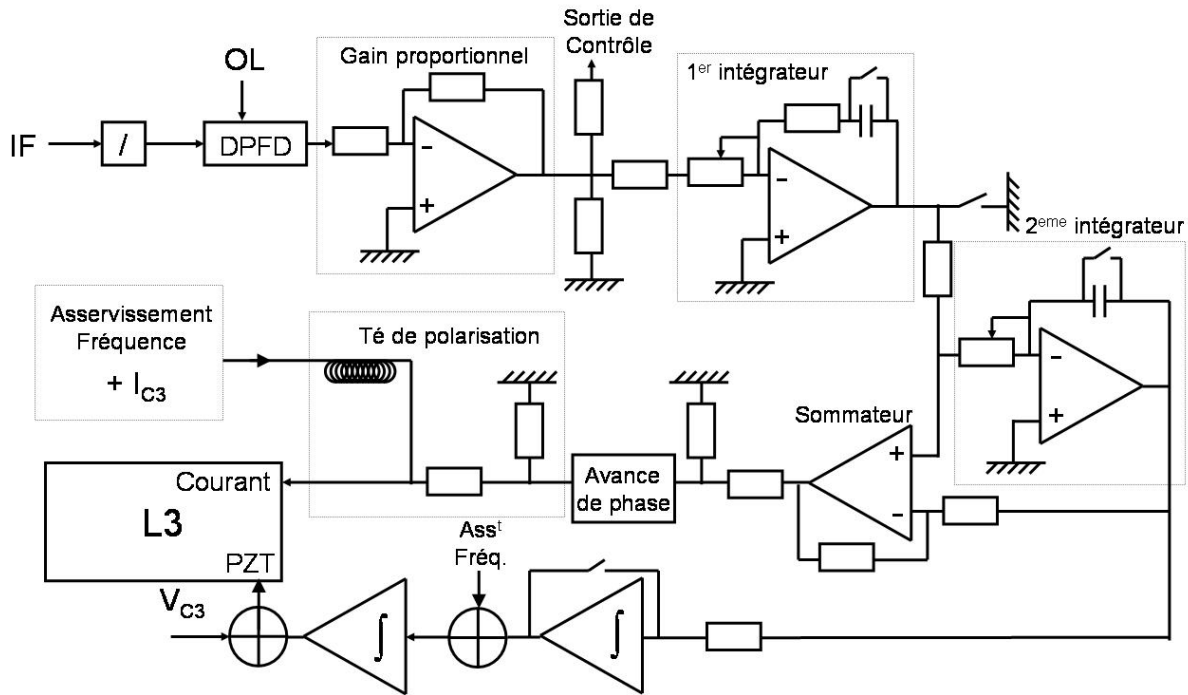 Sortie de
Contrôle
OL
Gain proportionnel
1er intégrateur
IF
/
DPFD
-
+
-
+
2eme intégrateur
Asservissement
Fréquence
+ IC3
Té de polarisation
-
+
Sommateur
+
-
Avance
de phase
Courant
L3
PZT
Asst
Fréq.
VC3
∫
∫